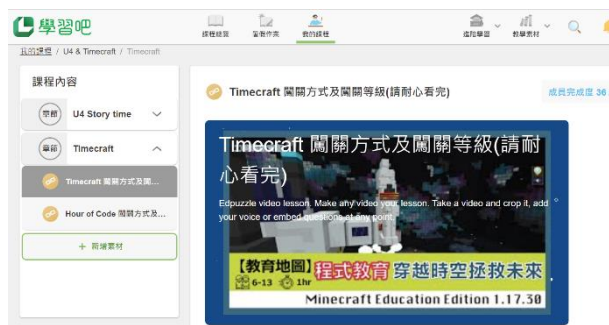 學習吧
課程總覽
暑假作業
我的課程
進階學習
教學素材
我的課程 / U4 & Timecraft / Timecraft
課程內容
章節 U4 Story time
章節 Timecraft
Timecraft 闖關方式及闖...
Hour of Code 闖關方式及...
+ 新增素材
Timecraft 闖關方式及闖關等級(請耐心看完)
成員完成度 36
Timecraft 闖關方式及闖關等級(請耐
心看完)
Edpuzzle video lesson. Make any video your lesson. Take a video and crop it, add
your voice or embed questions at any point.
【教育地圖】程式教育 穿越時空拯救未來
6-13 1hr
Minecraft Education Edition 1.17.30